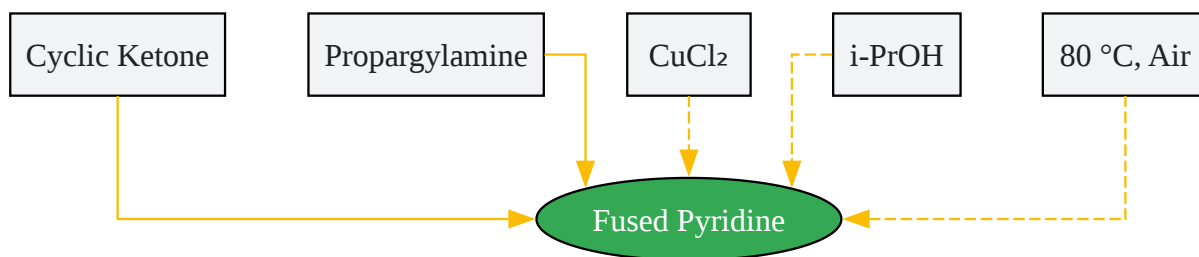 Cyclic Ketone
Propargylamine
CuCl₂
i-PrOH
80 °C, Air
Fused Pyridine